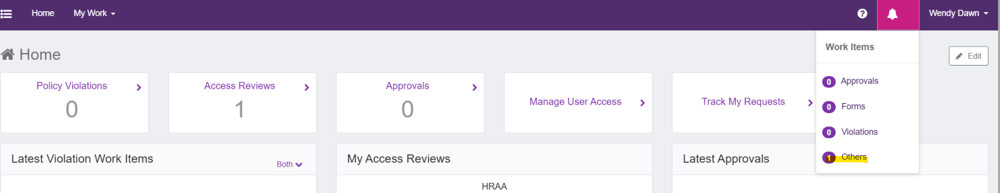 Home My Work Wendy Dawn
Home
Edit
Policy Violations
0
Access Reviews
1
Approvals
0
Manage User Access
Track My Requests
Work Items
0 Approvals
0 Forms
0 Violations
1 Others
Latest Violation Work Items
Both
My Access Reviews
HRAA
Latest Approvals